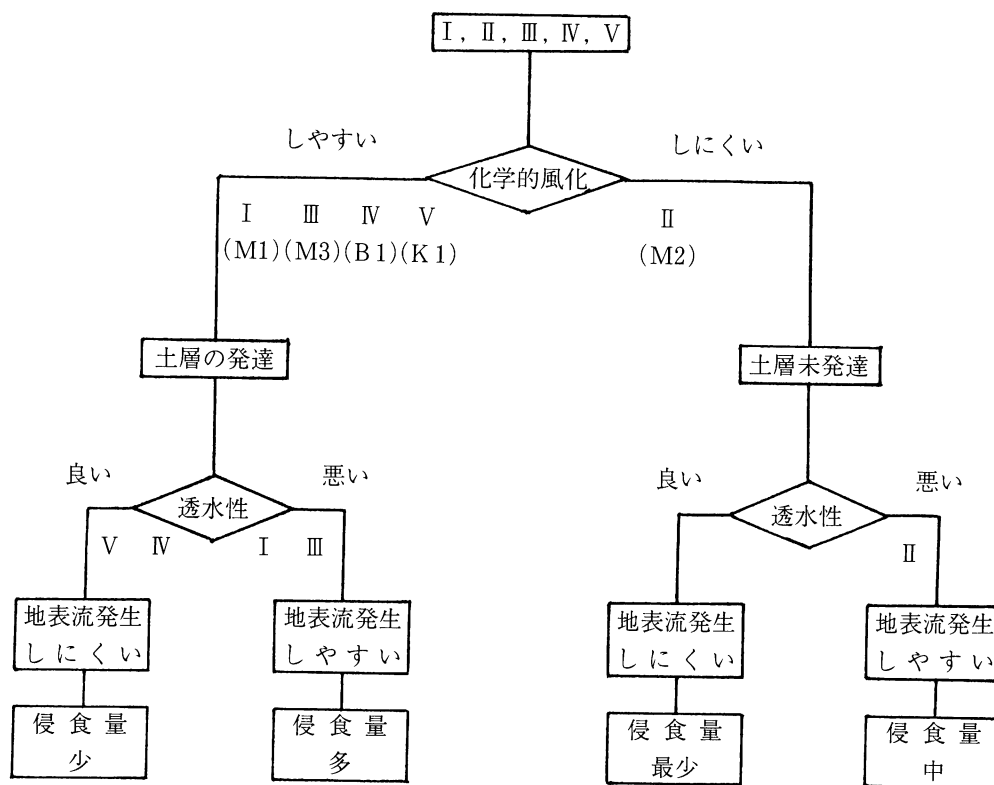 Ⅰ, Ⅱ, Ⅲ, Ⅳ, Ⅴ
しやすい
しにくい
化学的風化
Ⅰ Ⅲ Ⅳ Ⅴ
(M1)(M3)(B1)(K1)
Ⅱ
(M2)
土層の発達
土層未発達
良い
悪い
透水性
Ⅴ Ⅳ
Ⅰ Ⅲ
良い
悪い
透水性
Ⅱ
地表流発生
しにくい
地表流発生
しやすい
地表流発生
しにくい
地表流発生
しやすい
侵食量
少
侵食量
多
侵食量
最少
侵食量
中